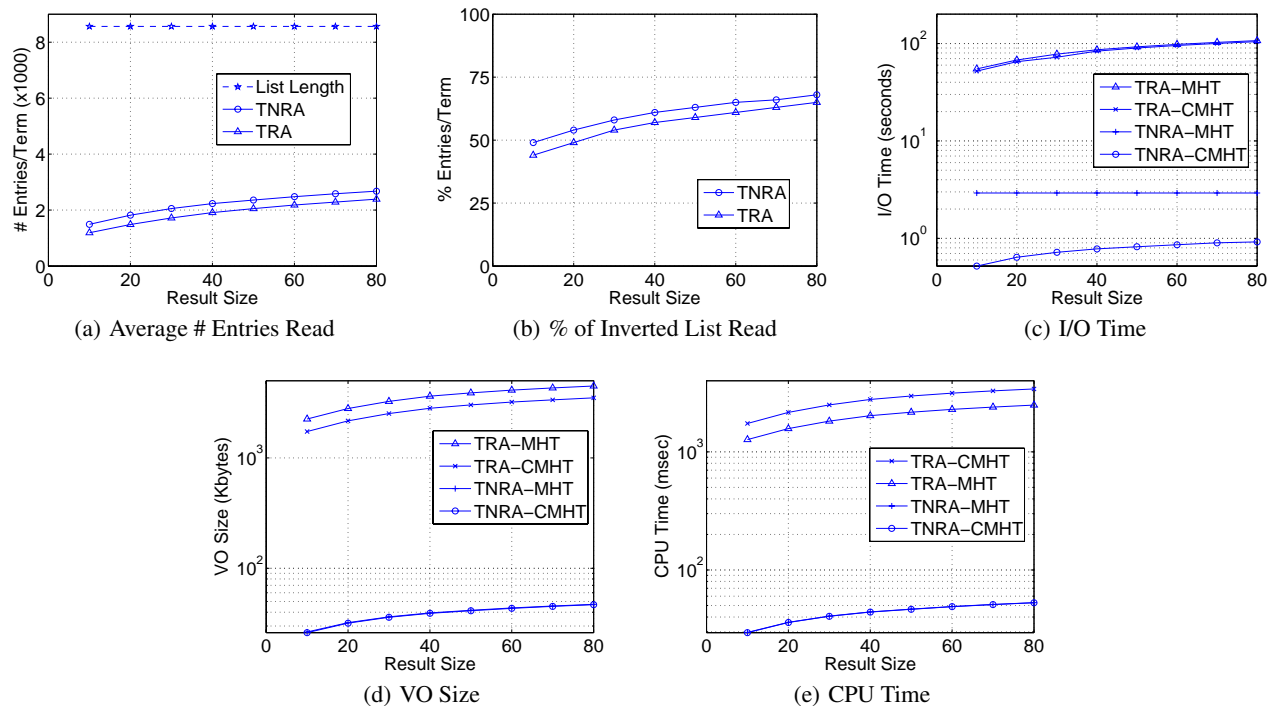 # Entries/Term (x1000)
8
6
4
2
0
0 20 40 60 80
Result Size
List Length
TNRA
TRA
(a) Average # Entries Read
% Entries/Term
100
75
50
25
0
0 20 40 60 80
Result Size
TNRA
TRA
(b) % of Inverted List Read
I/O Time (seconds)
10^2
10^1
10^0
0 20 40 60 80
Result Size
TRA−MHT
TRA−CMHT
TNRA−MHT
TNRA−CMHT
(c) I/O Time
VO Size (Kbytes)
10^3
10^2
0 20 40 60 80
Result Size
TRA−MHT
TRA−CMHT
TNRA−MHT
TNRA−CMHT
(d) VO Size
CPU Time (msec)
10^3
10^2
0 20 40 60 80
Result Size
TRA−CMHT
TRA−MHT
TNRA−MHT
TNRA−CMHT
(e) CPU Time